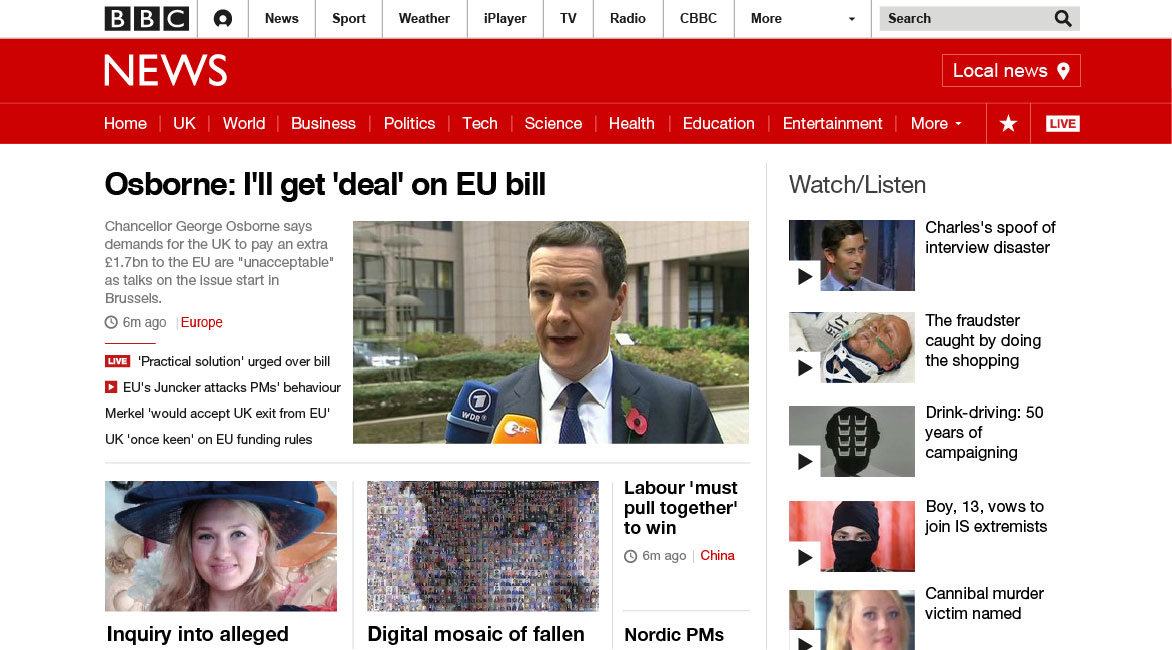 BBC News Sport Weather iPlayer TV Radio CBBC More Search
NEWS
Local news
Home UK World Business Politics Tech Science Health Education Entertainment More LIVE
Osborne: I'll get 'deal' on EU bill
Chancellor George Osborne says
demands for the UK to pay an extra
£1.7bn to the EU are "unacceptable"
as talks on the issue start in
Brussels.
6m ago Europe
LIVE 'Practical solution' urged over bill
EU's Juncker attacks PMs' behaviour
Merkel 'would accept UK exit from EU'
UK 'once keen' on EU funding rules
1
WDR
ZDF
Inquiry into alleged
Digital mosaic of fallen
Labour 'must
pull together'
to win
6m ago China
Nordic PMs
Watch/Listen
Charles's spoof of
interview disaster
The fraudster
caught by doing
the shopping
Drink-driving: 50
years of
campaigning
Boy, 13, vows to
join IS extremists
Cannibal murder
victim named